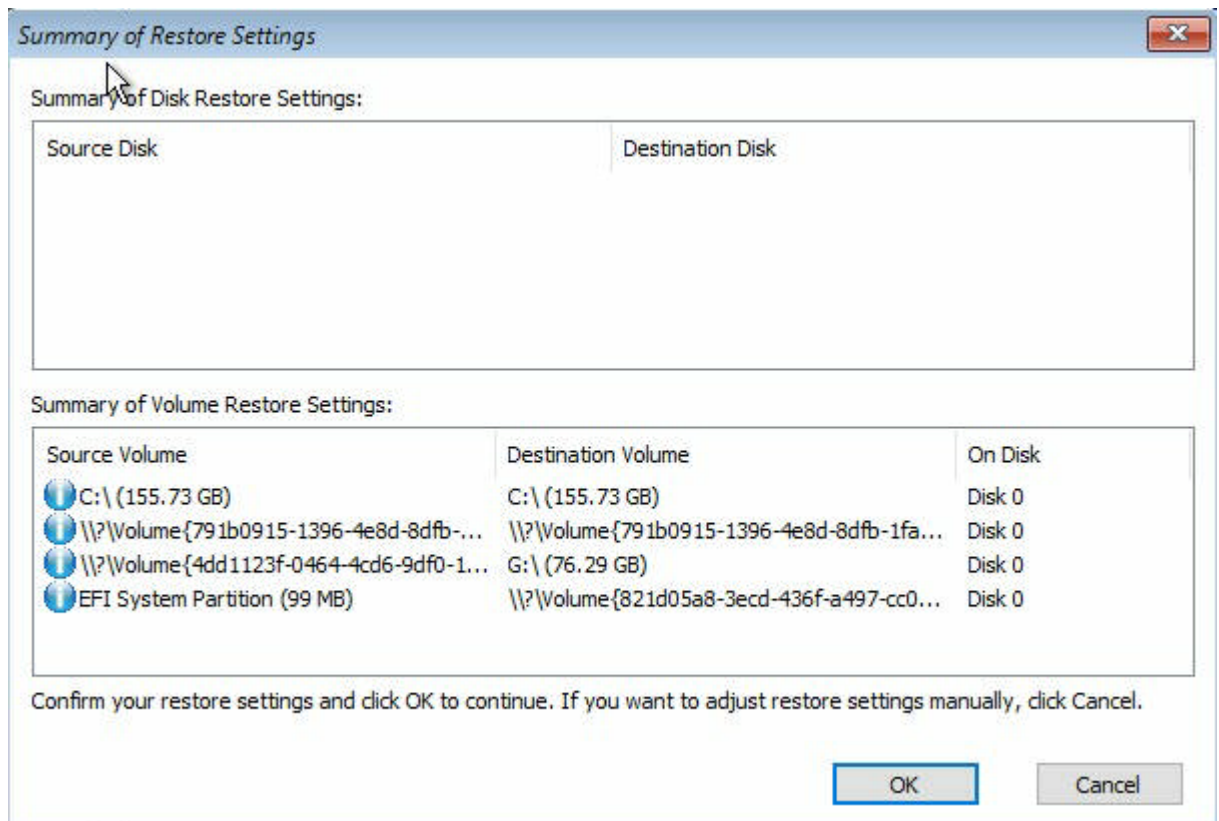 Summary of Restore Settings
Summary of Disk Restore Settings:
Source Disk Destination Disk
Summary of Volume Restore Settings:
Source Volume Destination Volume On Disk
C:\ (155.73 GB) C:\ (155.73 GB) Disk 0
\\?\Volume{791b0915-1396-4e8d-8dfb-... \\?\Volume{791b0915-1396-4e8d-8dfb-1fa... Disk 0
\\?\Volume{4dd1123f-0464-4cd6-9df0-1... G:\ (76.29 GB) Disk 0
EFI System Partition (99 MB) \\?\Volume{821d05a8-3ecd-436f-a497-cc0... Disk 0
Confirm your restore settings and click OK to continue. If you want to adjust restore settings manually, click Cancel.
OK Cancel